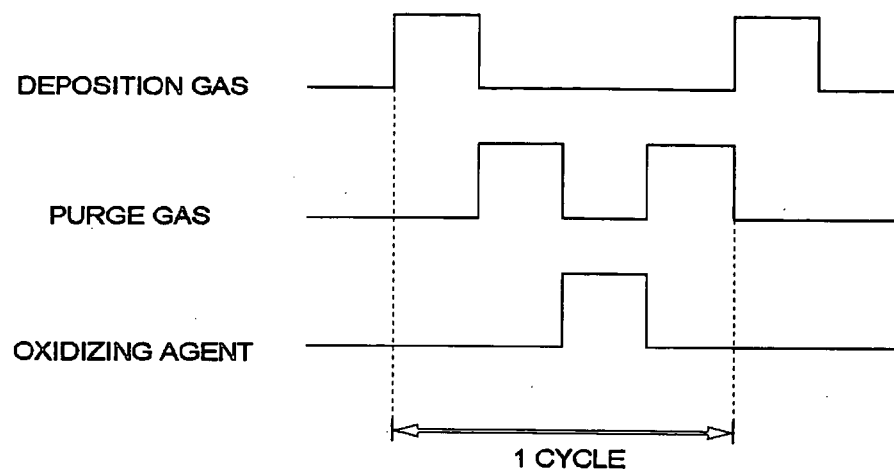 DEPOSITION GAS
PURGE GAS
OXIDIZING AGENT
1 CYCLE